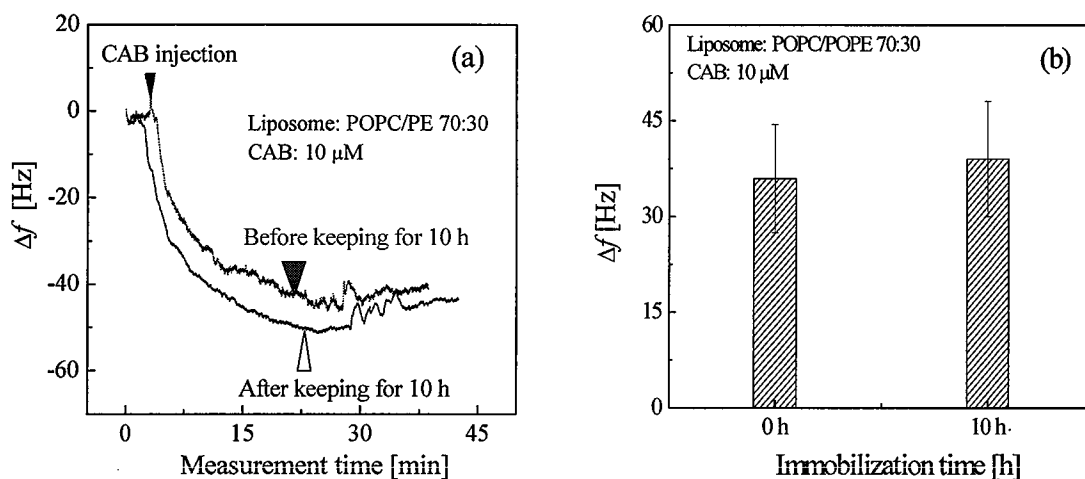 20
0
-20
-40
-60
Δf [Hz]
CAB injection
(a)
Liposome: POPC/PE 70:30
CAB: 10 μM
Before keeping for 10 h
After keeping for 10 h
0 15 30 45
Measurement time [min]
60
45
30
15
0
Δf [Hz]
Liposome: POPC/POPE 70:30
CAB: 10 μM
(b)
0 h 10 h
Immobilization time [h]